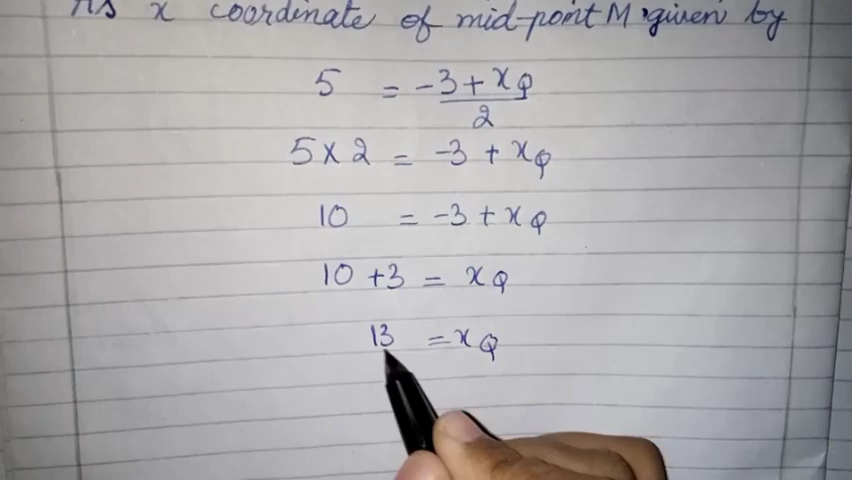 As x coordinate of mid-point M given by
5 = -3 + xQ
2
5 × 2 = -3 + xQ
10 = -3 + xQ
10 + 3 = xQ
13 = xQ